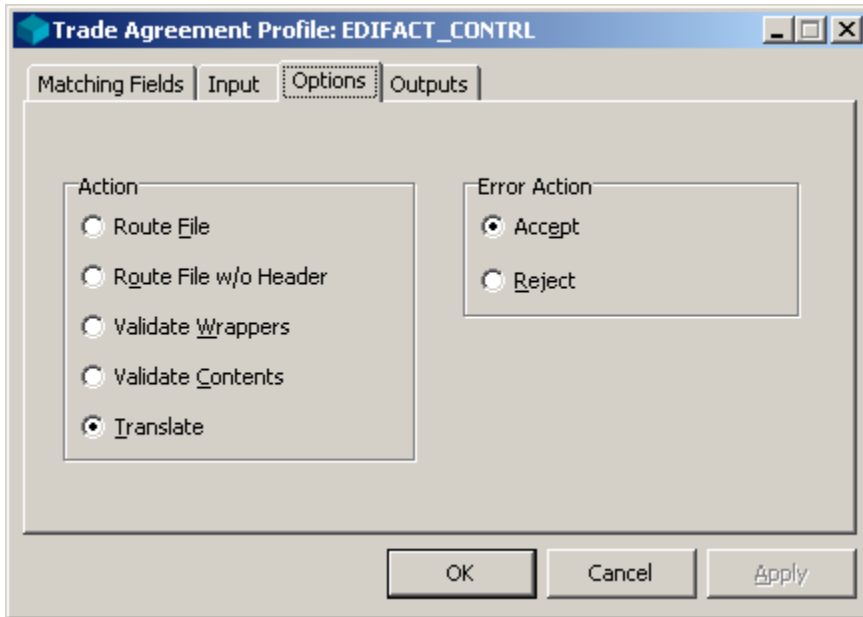 Trade Agreement Profile: EDIFACT_CONTRL
Matching Fields Input Options Outputs
Action
Route File
Route File w/o Header
Validate Wrappers
Validate Contents
Translate
Error Action
Accept
Reject
OK Cancel Apply